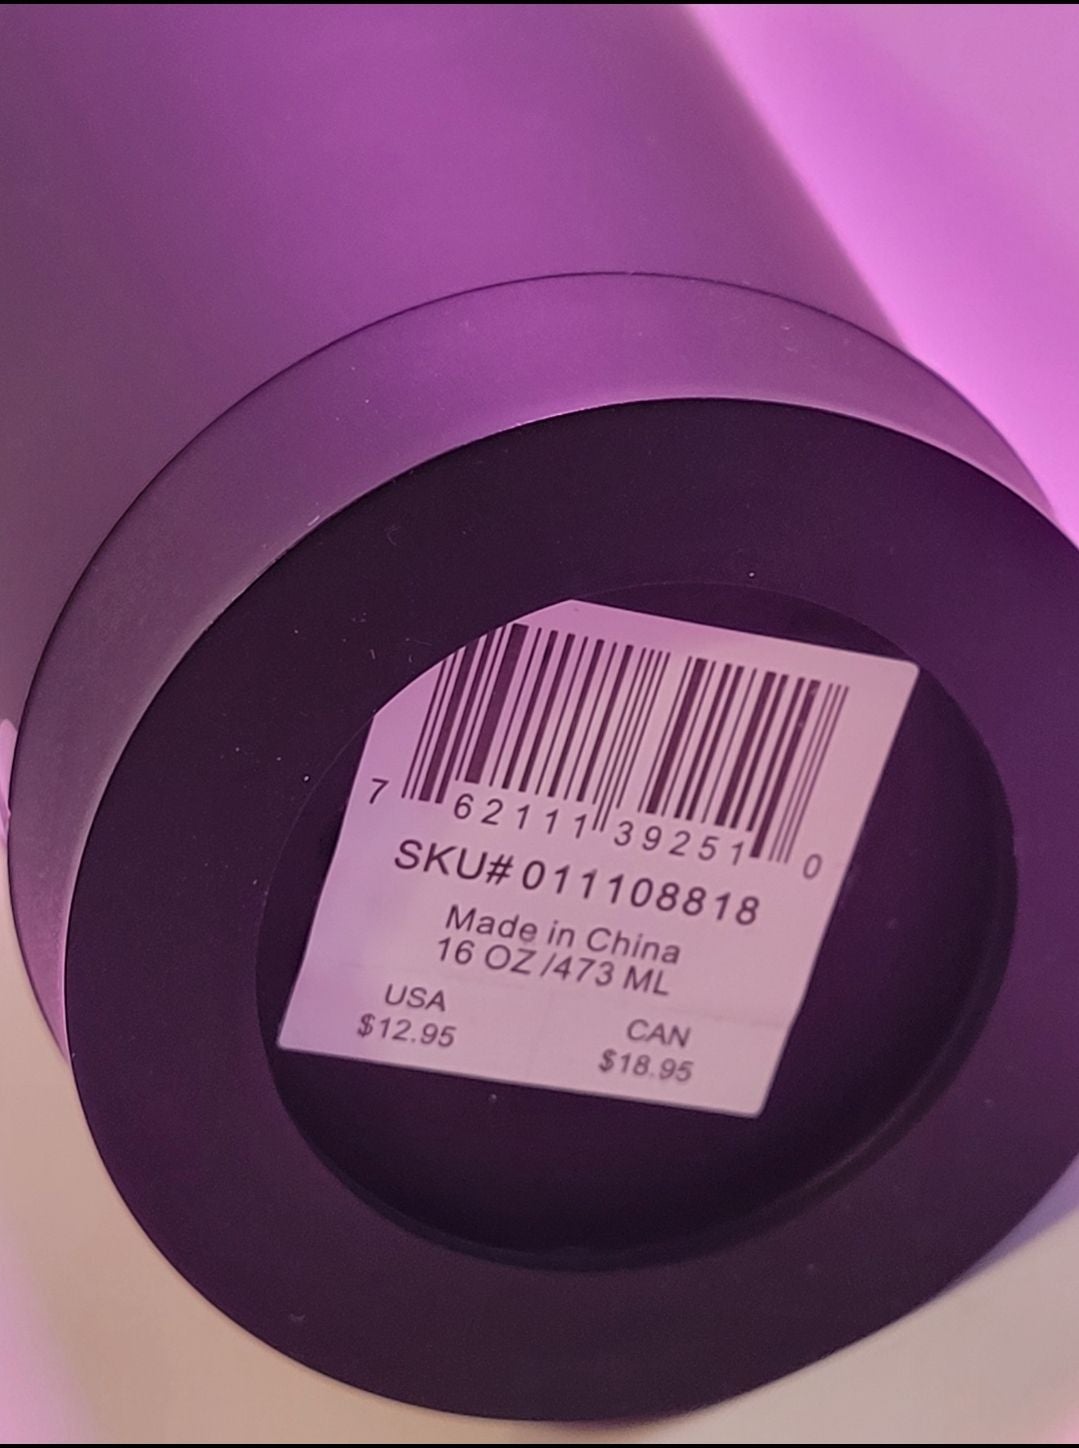 7 62111 39251 0
SKU# 011108818
Made in China
16 OZ /473 ML
USA CAN
$12.95 $18.95